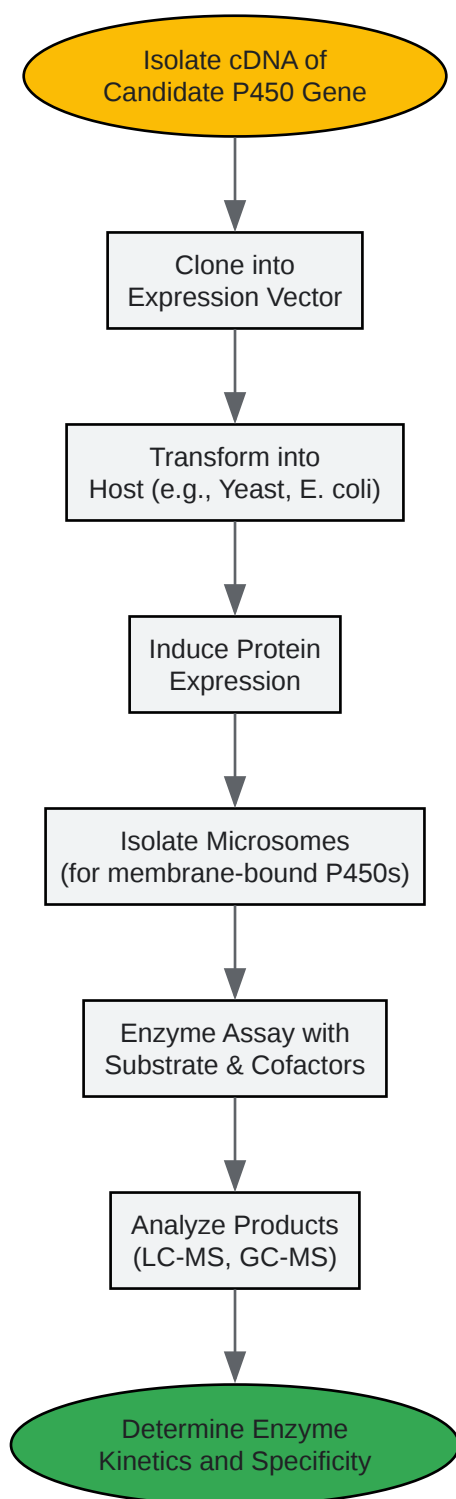 Isolate cDNA of
Candidate P450 Gene
Clone into
Expression Vector
Transform into
Host (e.g., Yeast, E. coli)
Induce Protein
Expression
Isolate Microsomes
(for membrane-bound P450s)
Enzyme Assay with
Substrate & Cofactors
Analyze Products
(LC-MS, GC-MS)
Determine Enzyme
Kinetics and Specificity